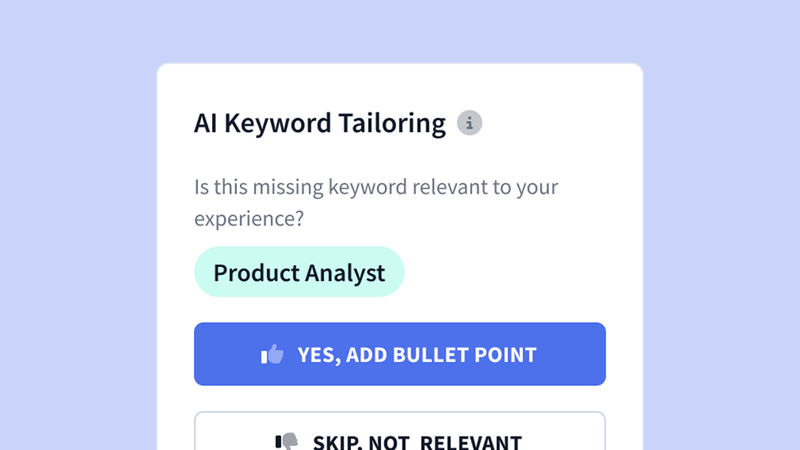 AI Keyword Tailoring
Is this missing keyword relevant to your
experience?
Product Analyst
YES, ADD BULLET POINT
SKIP, NOT RELEVANT